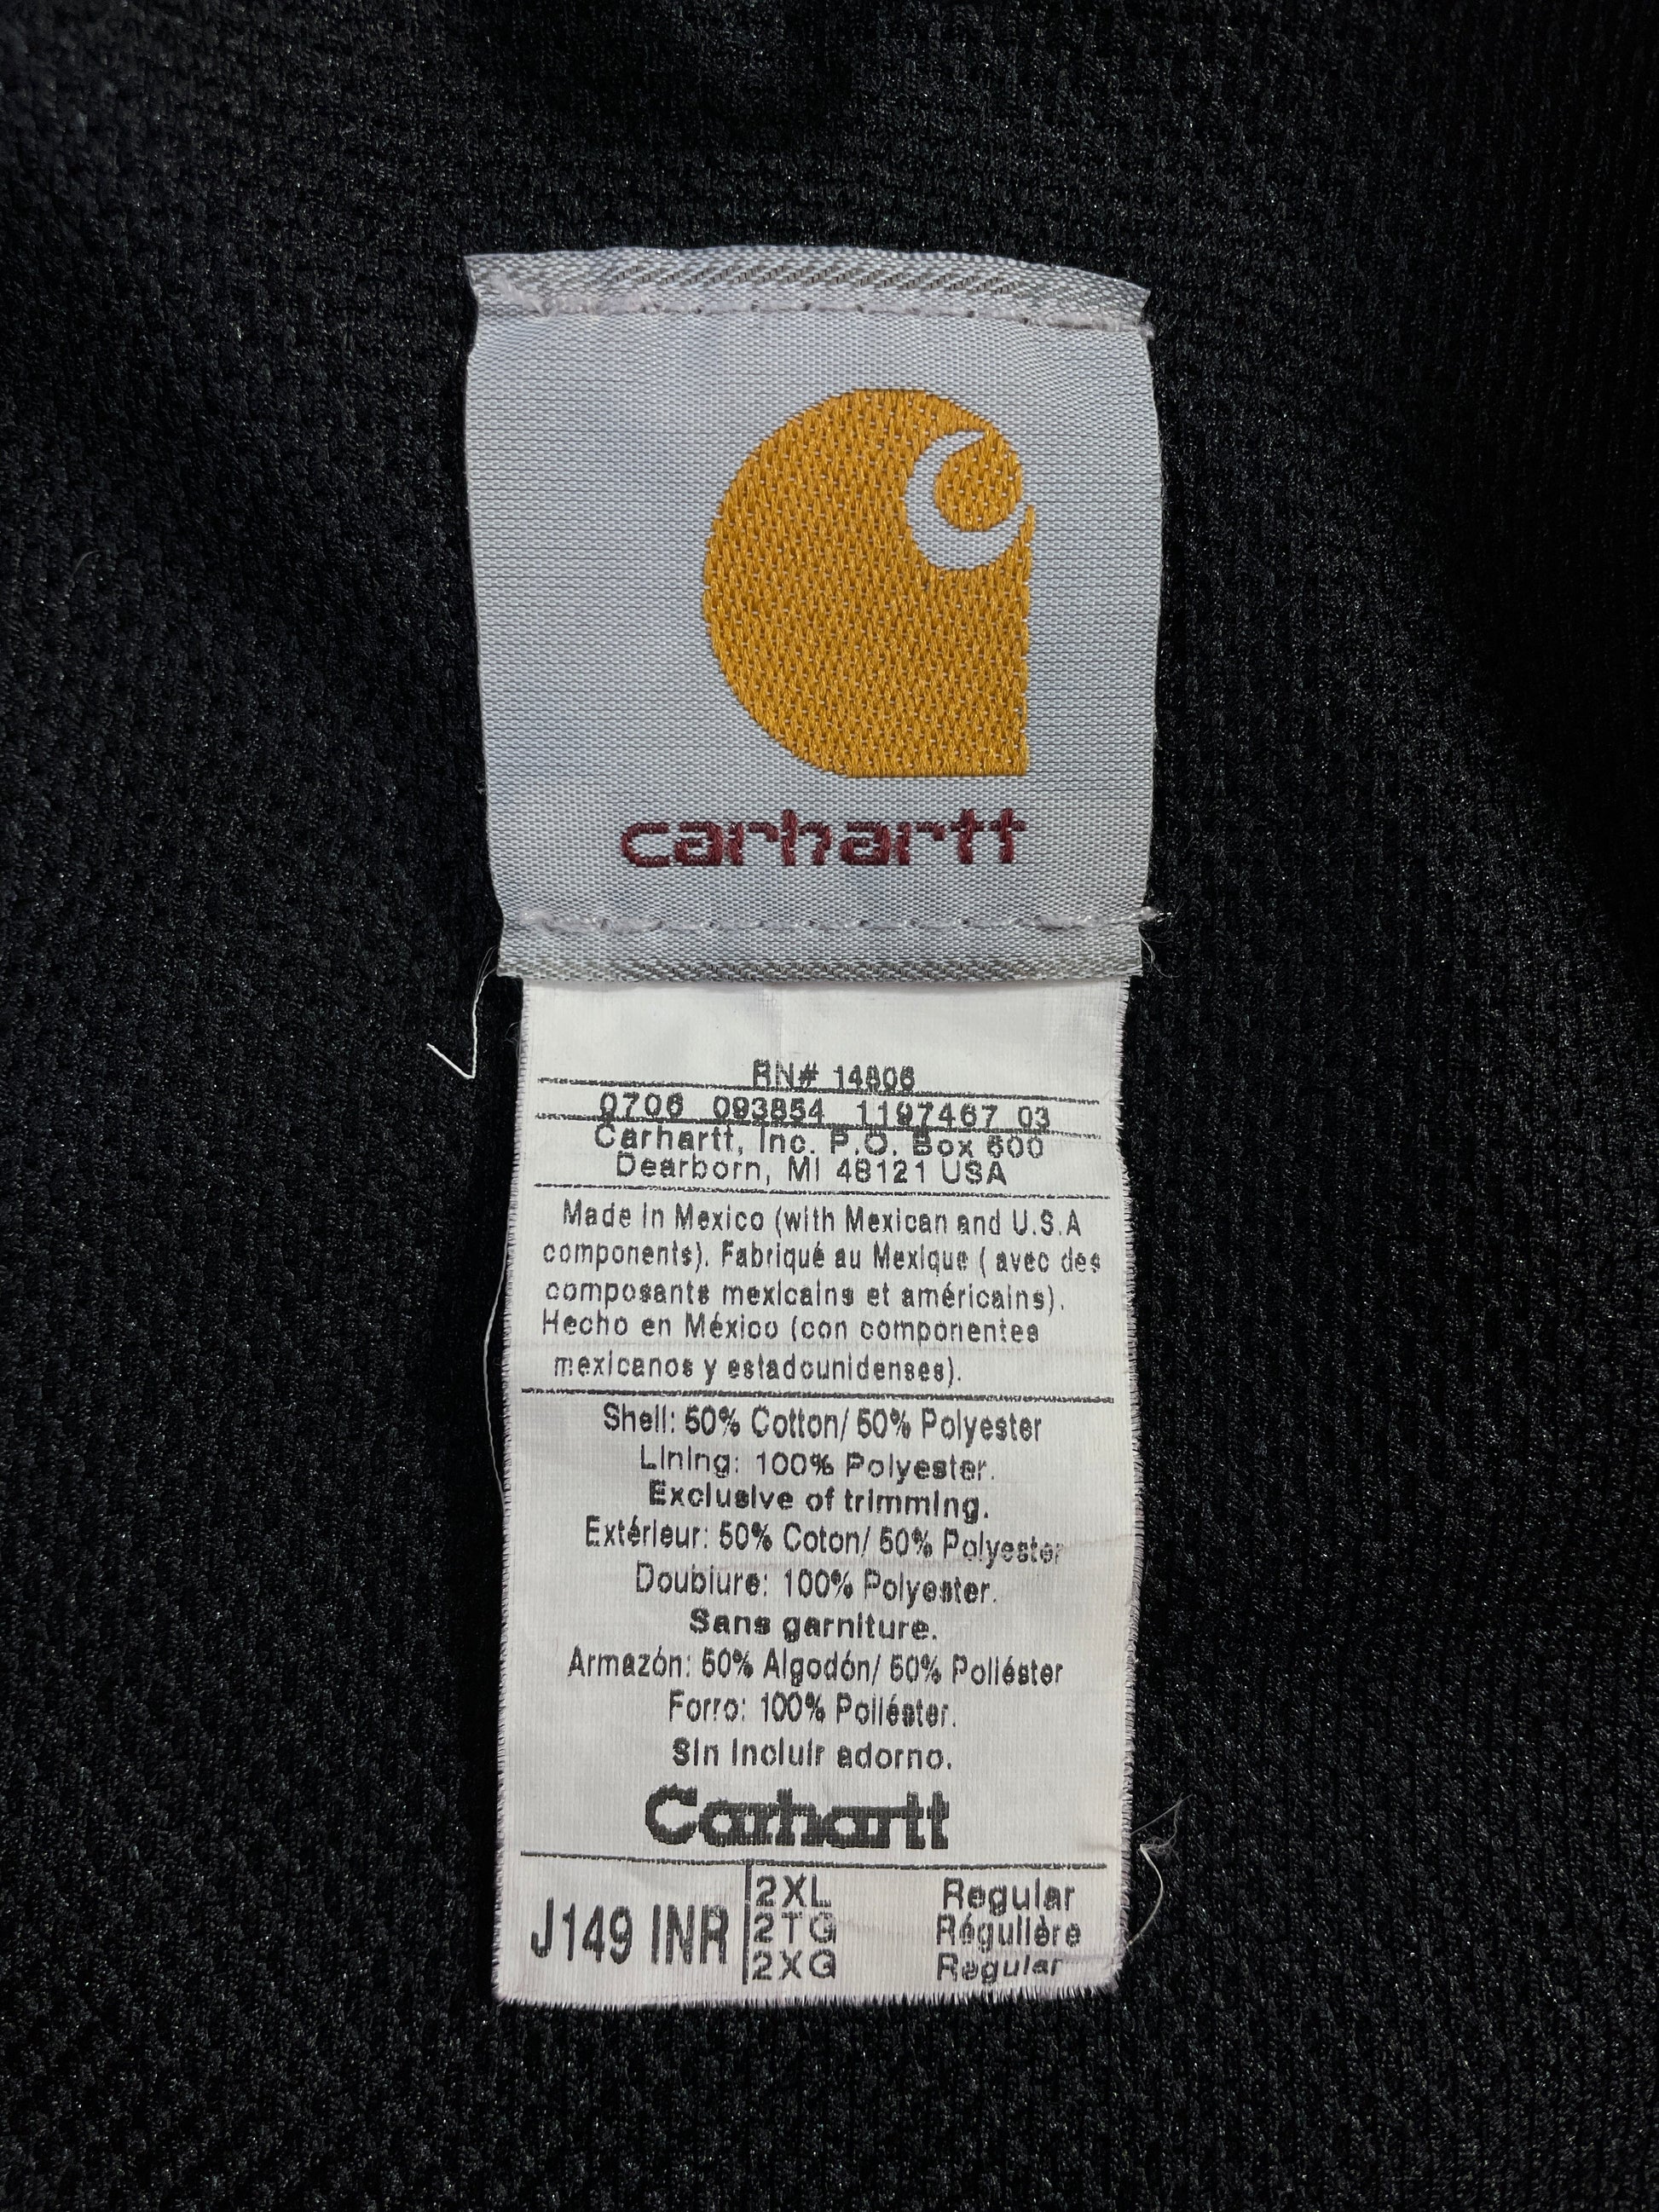 carhartt
RN# 14806
0706 093854 1197467 03
Carhartt, Inc. P.O. Box 600
Dearborn, MI 48121 USA
Made in Mexico (with Mexican and U.S.A
components). Fabriqué au Mexique ( avec des
composants mexicains et américains).
Hecho en México (con componentes
mexicanos y estadounidenses).
Shell: 50% Cotton/ 50% Polyester
Lining: 100% Polyester.
Exclusive of trimming.
Extérieur: 50% Coton/ 50% Polyester
Doublure: 100% Polyester.
Sans garniture.
Armazón: 50% Algodón/ 50% Poliéster
Forro: 100% Poliéster.
Sin incluir adorno.
Carhartt
J149 INR
2XL Regular
2TG Régulière
2XG Regular